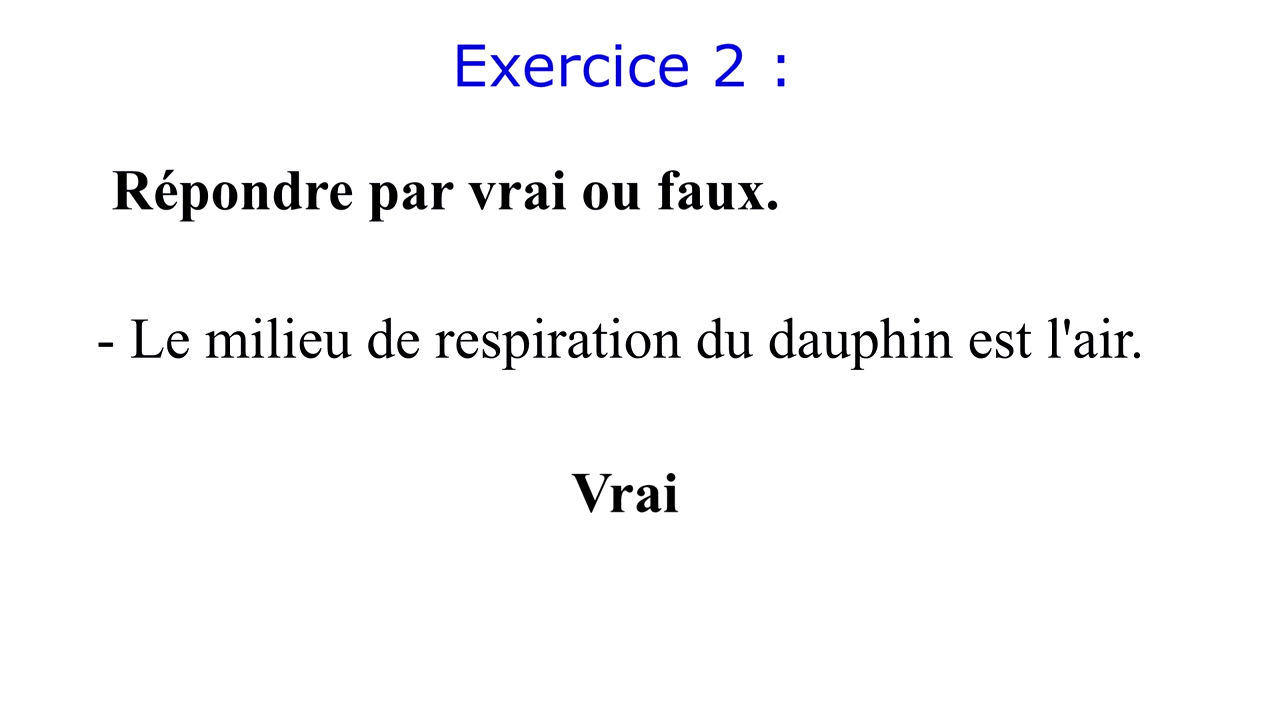 Exercice 2 :
Répondre par vrai ou faux.
- Le milieu de respiration du dauphin est l'air.
Vrai